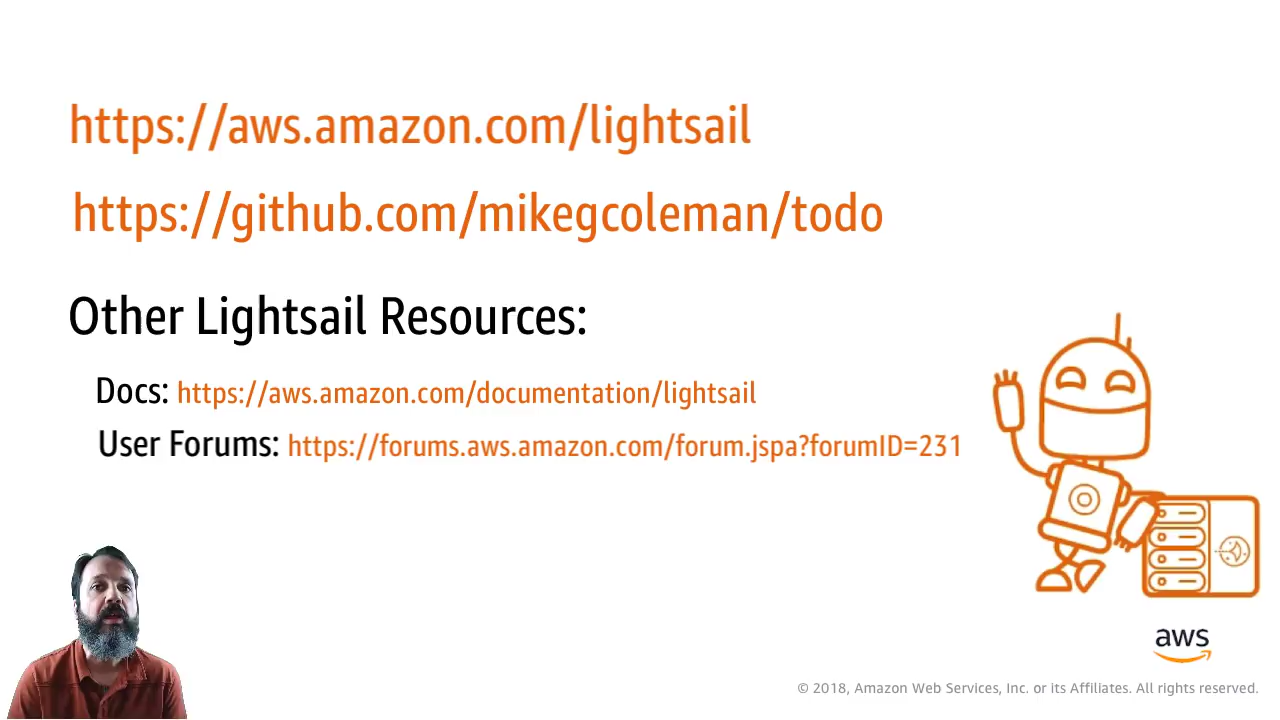 https://aws.amazon.com/lightsail
https://github.com/mikegcoleman/todo
Other Lightsail Resources:
Docs: https://aws.amazon.com/documentation/lightsail
User Forums: https://forums.aws.amazon.com/forum.jspa?forumID=231
aws
© 2018, Amazon Web Services, Inc. or its Affiliates. All rights reserved.